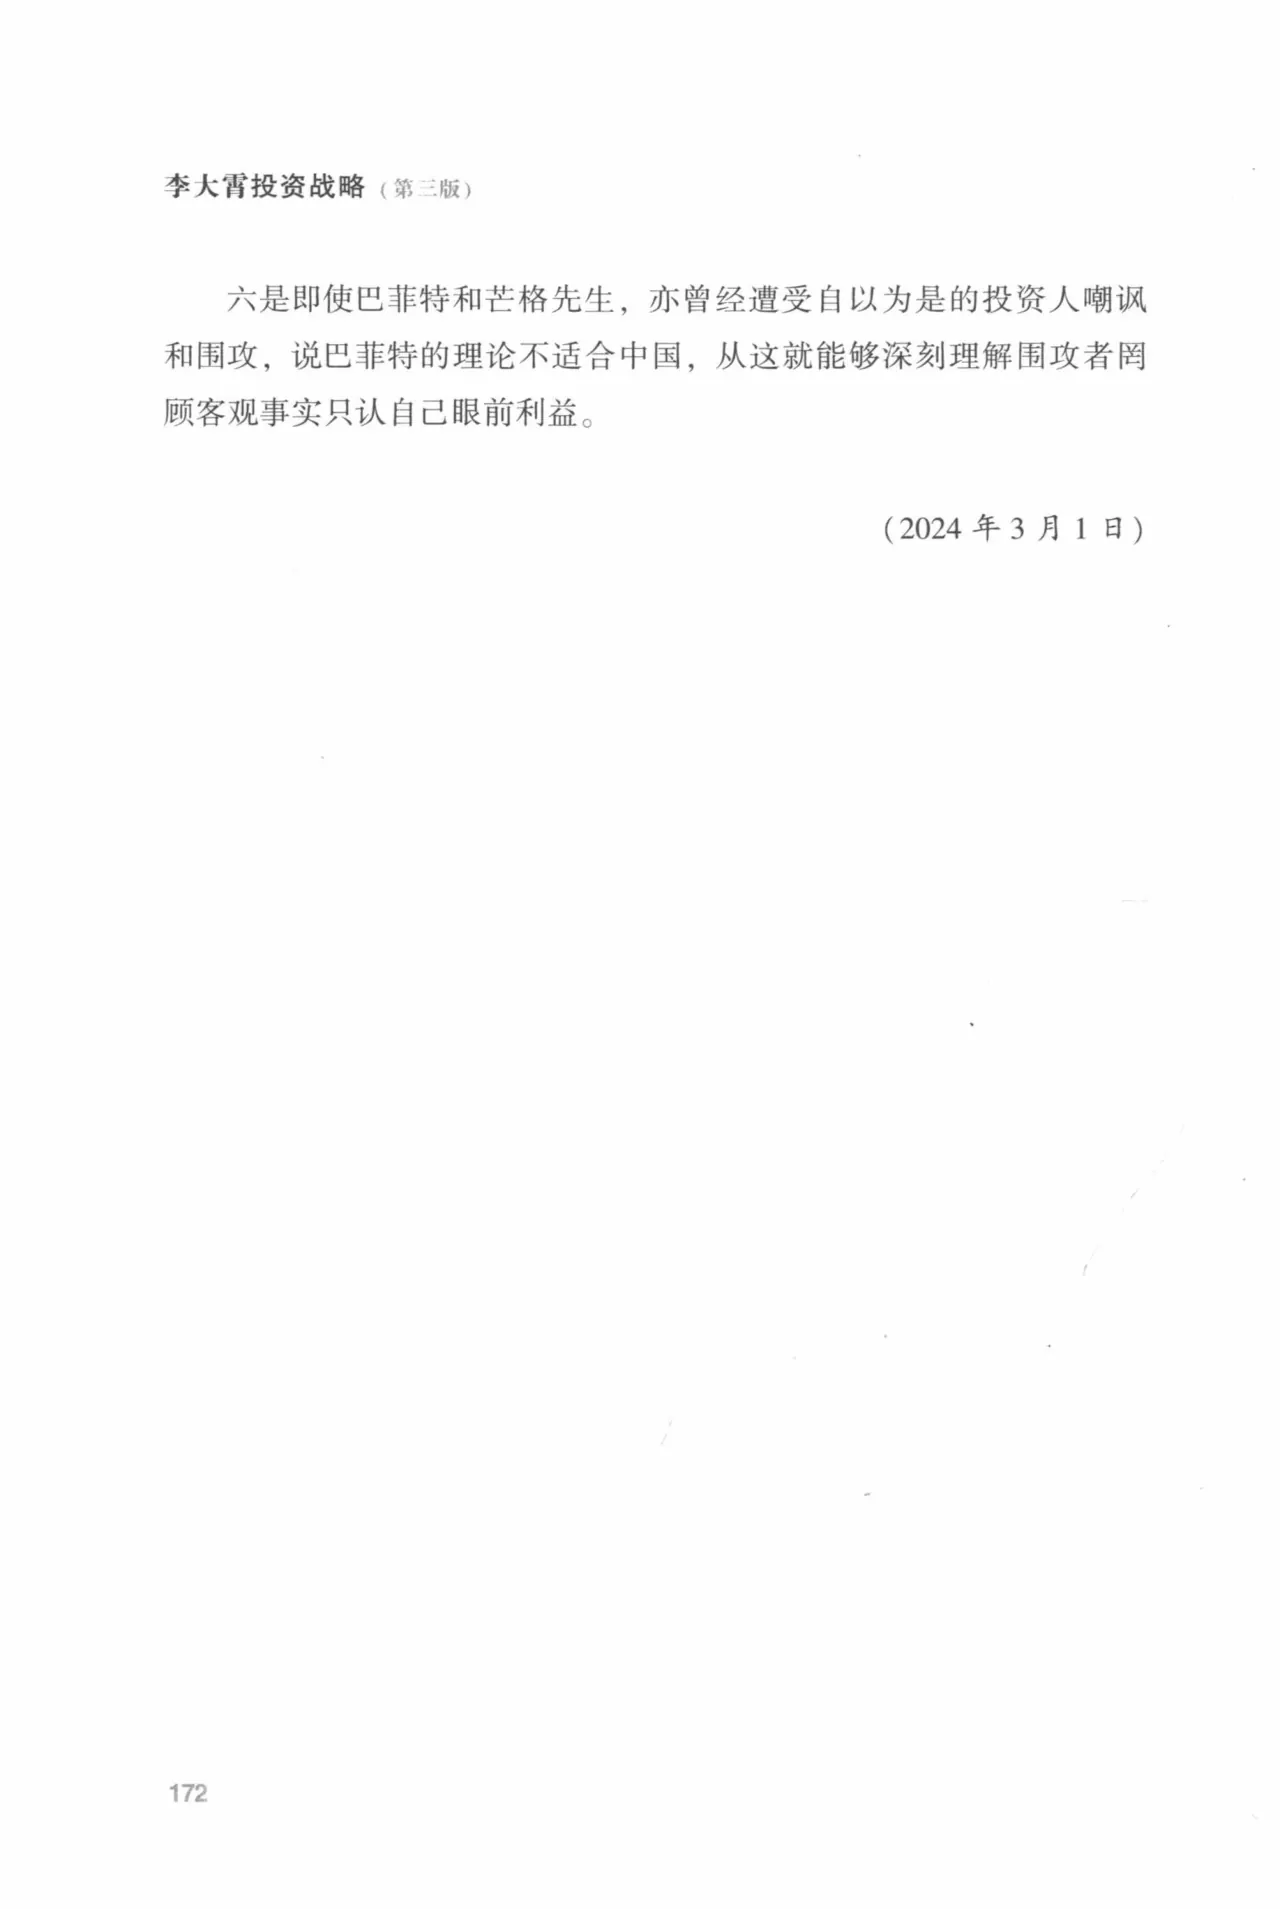 李大霄投资战略（第三版）
六是即使巴菲特和芒格先生，亦曾经遭受自以为是的投资人嘲讽
和围攻，说巴菲特的理论不适合中国，从这就能够深刻理解围攻者罔
顾客观事实只认自己眼前利益。
(2024 年 3 月 1 日)
172